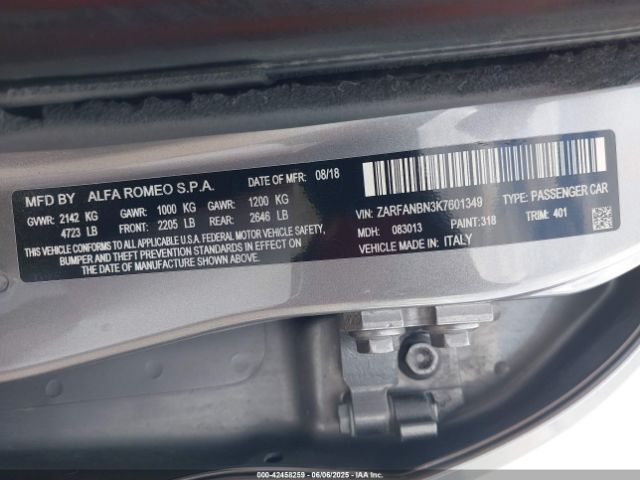 MFD BY ALFA ROMEO S.P.A. DATE OF MFR: 08/18
GVWR: 2142 KG GAWR: 1000 KG GAWR: 1200 KG
4723 LB FRONT: 2205 LB REAR: 2646 LB
THIS VEHICLE CONFORMS TO ALL APPLICABLE U.S.A. FEDERAL MOTOR VEHICLE SAFETY,
BUMPER AND THEFT PREVENTION STANDARDS IN EFFECT ON
THE DATE OF MANUFACTURE SHOWN ABOVE.
VIN: ZARFANBN3K7601349 TYPE: PASSENGER CAR
MDH: 083013 PAINT: 318 TRIM: 401
VEHICLE MADE IN: ITALY
000-42458259 - 06/06/2025 - IAA Inc.